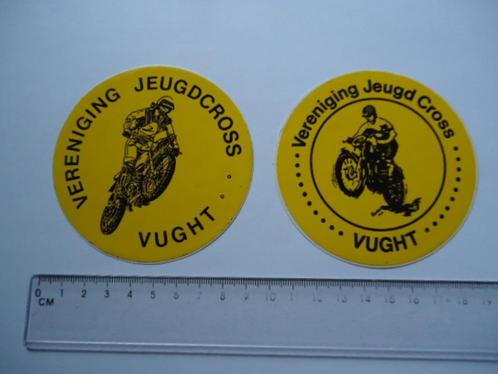 VERENIGING JEUGDCROSS
VUGHT
Vereniging Jeugd Cross
VUGHT
0 1 2 3 4 5 6 7 8 9 10 11 12 13 14 15 16 17 18 19
CM